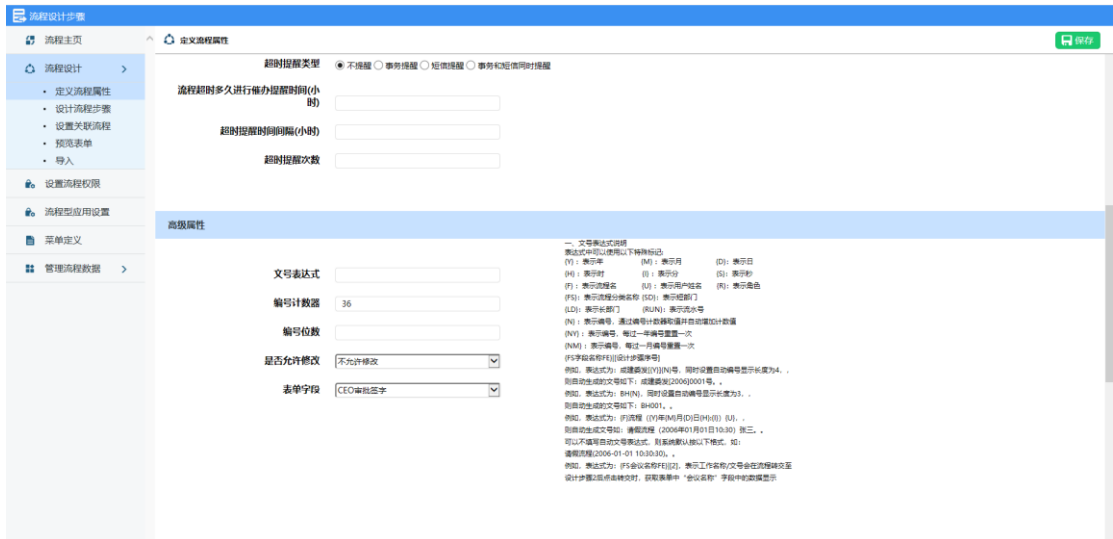 流程设计步骤
流程主页
定义流程属性
保存
流程设计
定义流程属性
设计流程步骤
设置关联流程
预览表单
导入
设置流程权限
流程型应用设置
菜单定义
管理流程数据
超时提醒类型
不提醒 事务提醒 短信提醒 事务和短信同时提醒
流程超时多久进行催办提醒时间(小
时)
超时提醒时间间隔(小时)
超时提醒次数
高级属性
文号表达式
编号计数器 36
编号位数
是否允许修改 不允许修改
表单字段 CEO审批签字
一、文号表达式说明
表达式中可以使用以下特殊标记:
{Y}：表示年 {M}：表示月 {D}：表示日
{H}：表示时 {I}：表示分 {S}：表示秒
{F}：表示流程名 {U}：表示用户姓名 {R}：表示角色
{FS}：表示流程分类名称 {SD}：表示短部门
{LD}：表示长部门 {RUN}：表示流水号
{N}：表示编号，通过编号计数器取值并自动增加计数值
{NY}：表示编号，每过一年编号重置一次
{NM}：表示编号，每过一月编号重置一次
{FS字段名称FE}[设计步骤序号]
例如，表达式为：成建委发[{Y}]{N}号，同时设置自动编号显示长度为4，.
则自动生成的文号如下：成建委发[2006]0001号。。
例如，表达式为：BH{N}，同时设置自动编号显示长度为3，.
则自动生成的文号如下：BH001。。
例如，表达式为：{F}流程（{Y}年{M}月{D}日{H}:{I}）{U}，.
则自动生成文号如：请假流程（2006年01月01日10:30）张三。。
可以不填写自动文号表达式，则系统默认按以下格式，如：
请假流程(2006-01-01 10:30:30)。。
例如，表达式为：{FS会议名称FE}[2]，表示工作名称/文号会在流程转交至
设计步骤2后点击转交时，获取表单中“会议名称”字段中的数据显示